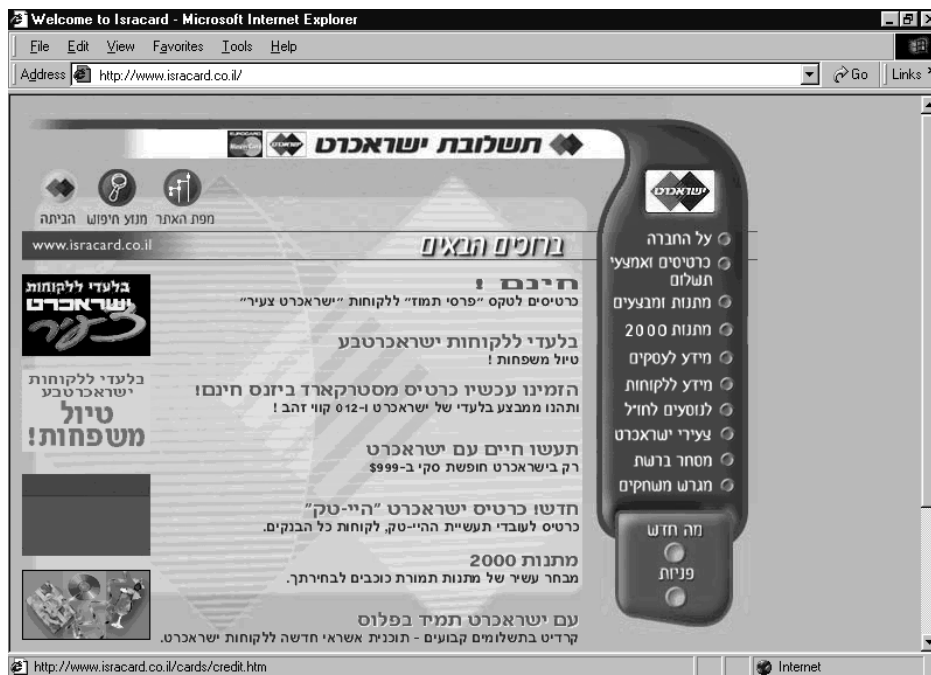 Welcome to Isracard - Microsoft Internet Explorer
File Edit View Favorites Tools Help
Address http://www.isracard.co.il/ Go Links
תשלובת ישראכרט
EUROCARD
MasterCard
ישראכרט
ישראכרט
הביתה מנוע חיפוש מפת האתר
www.isracard.co.il
ברוכים הבאים
על החברה
כרטיסים ואמצעי
תשלום
מתנות ומבצעים
מתנות 2000
מידע לעסקים
מידע ללקוחות
לנוסעים לחו״ל
צעירי ישראכרט
מסחר ברשת
מגרש משחקים
מה חדש
פניות
בלעדי ללקוחות
ישראכרט
צעיר
בלעדי ללקוחות
ישראכרטבע
טיול
משפחות!
חינם !
כרטיסים לטקס ״פרסי תמוז״ ללקוחות ״ישראכרט צעיר״
בלעדי ללקוחות ישראכרטבע
טיול משפחות !
הזמינו עכשיו כרטיס מסטרקארד ביזנס חינם!
ותהנו ממבצע בלעדי של ישראכרט ו-012 קווי זהב !
תעשו חיים עם ישראכרט
רק בישראכרט חופשת סקי ב-$999
חדש! כרטיס ישראכרט ״היי-טק״
כרטיס לעובדי תעשיית ההיי-טק, לקוחות כל הבנקים.
מתנות 2000
מבחר עשיר של מתנות תמורת כוכבים לבחירתך.
עם ישראכרט תמיד בפלוס
קרדיט בתשלומים קבועים - תוכנית אשראי חדשה ללקוחות ישראכרט.
http://www.isracard.co.il/cards/credit.htm Internet